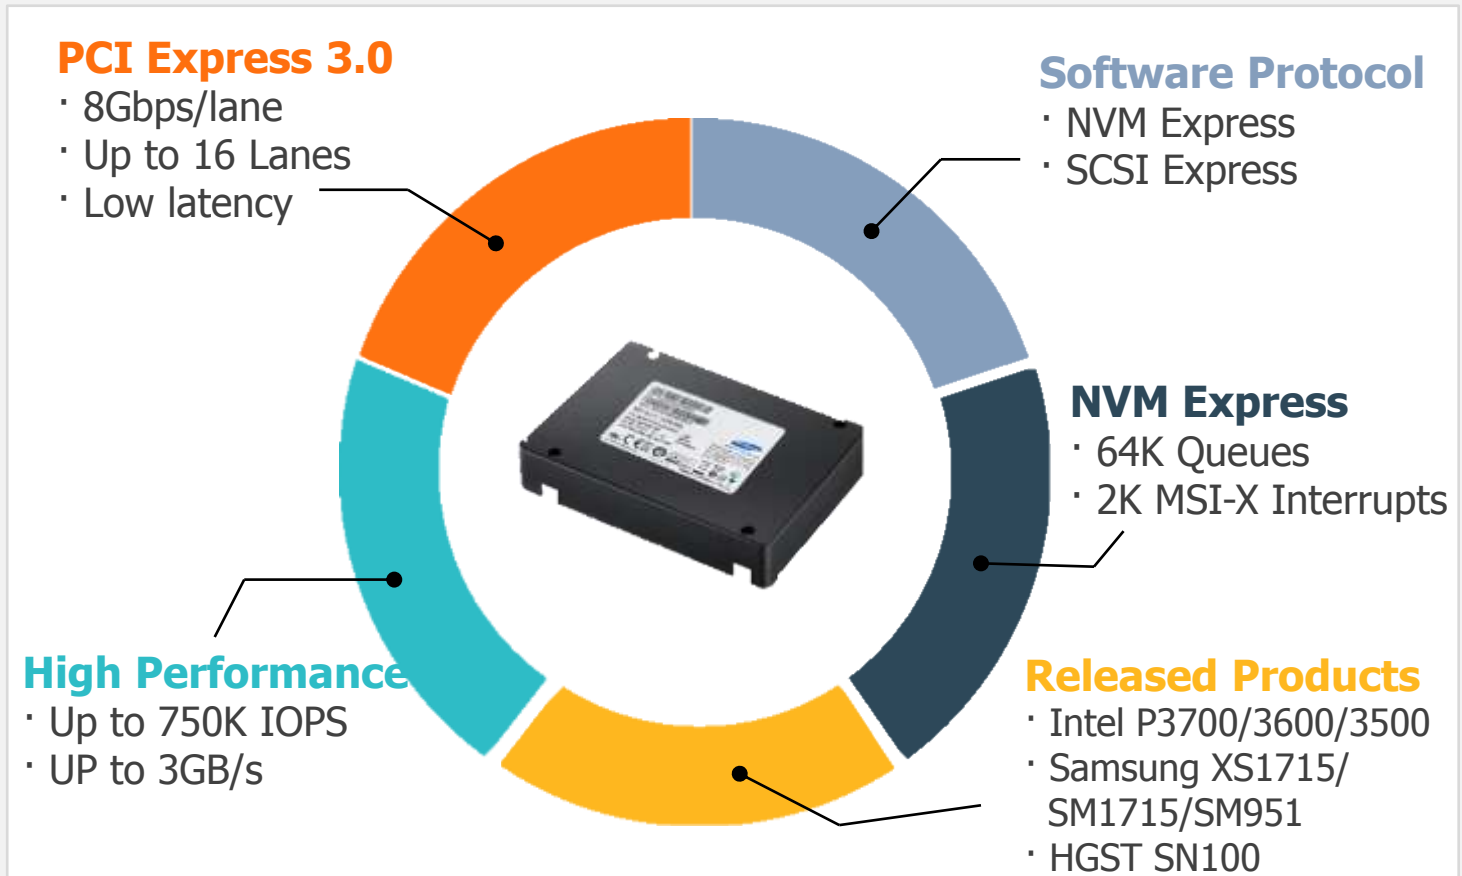 PCI Express 3.0
· 8Gbps/lane
· Up to 16 Lanes
· Low latency
Software Protocol
· NVM Express
· SCSI Express
NVM Express
· 64K Queues
· 2K MSI-X Interrupts
High Performance
· Up to 750K IOPS
· UP to 3GB/s
Released Products
· Intel P3700/3600/3500
· Samsung XS1715/
SM1715/SM951
· HGST SN100